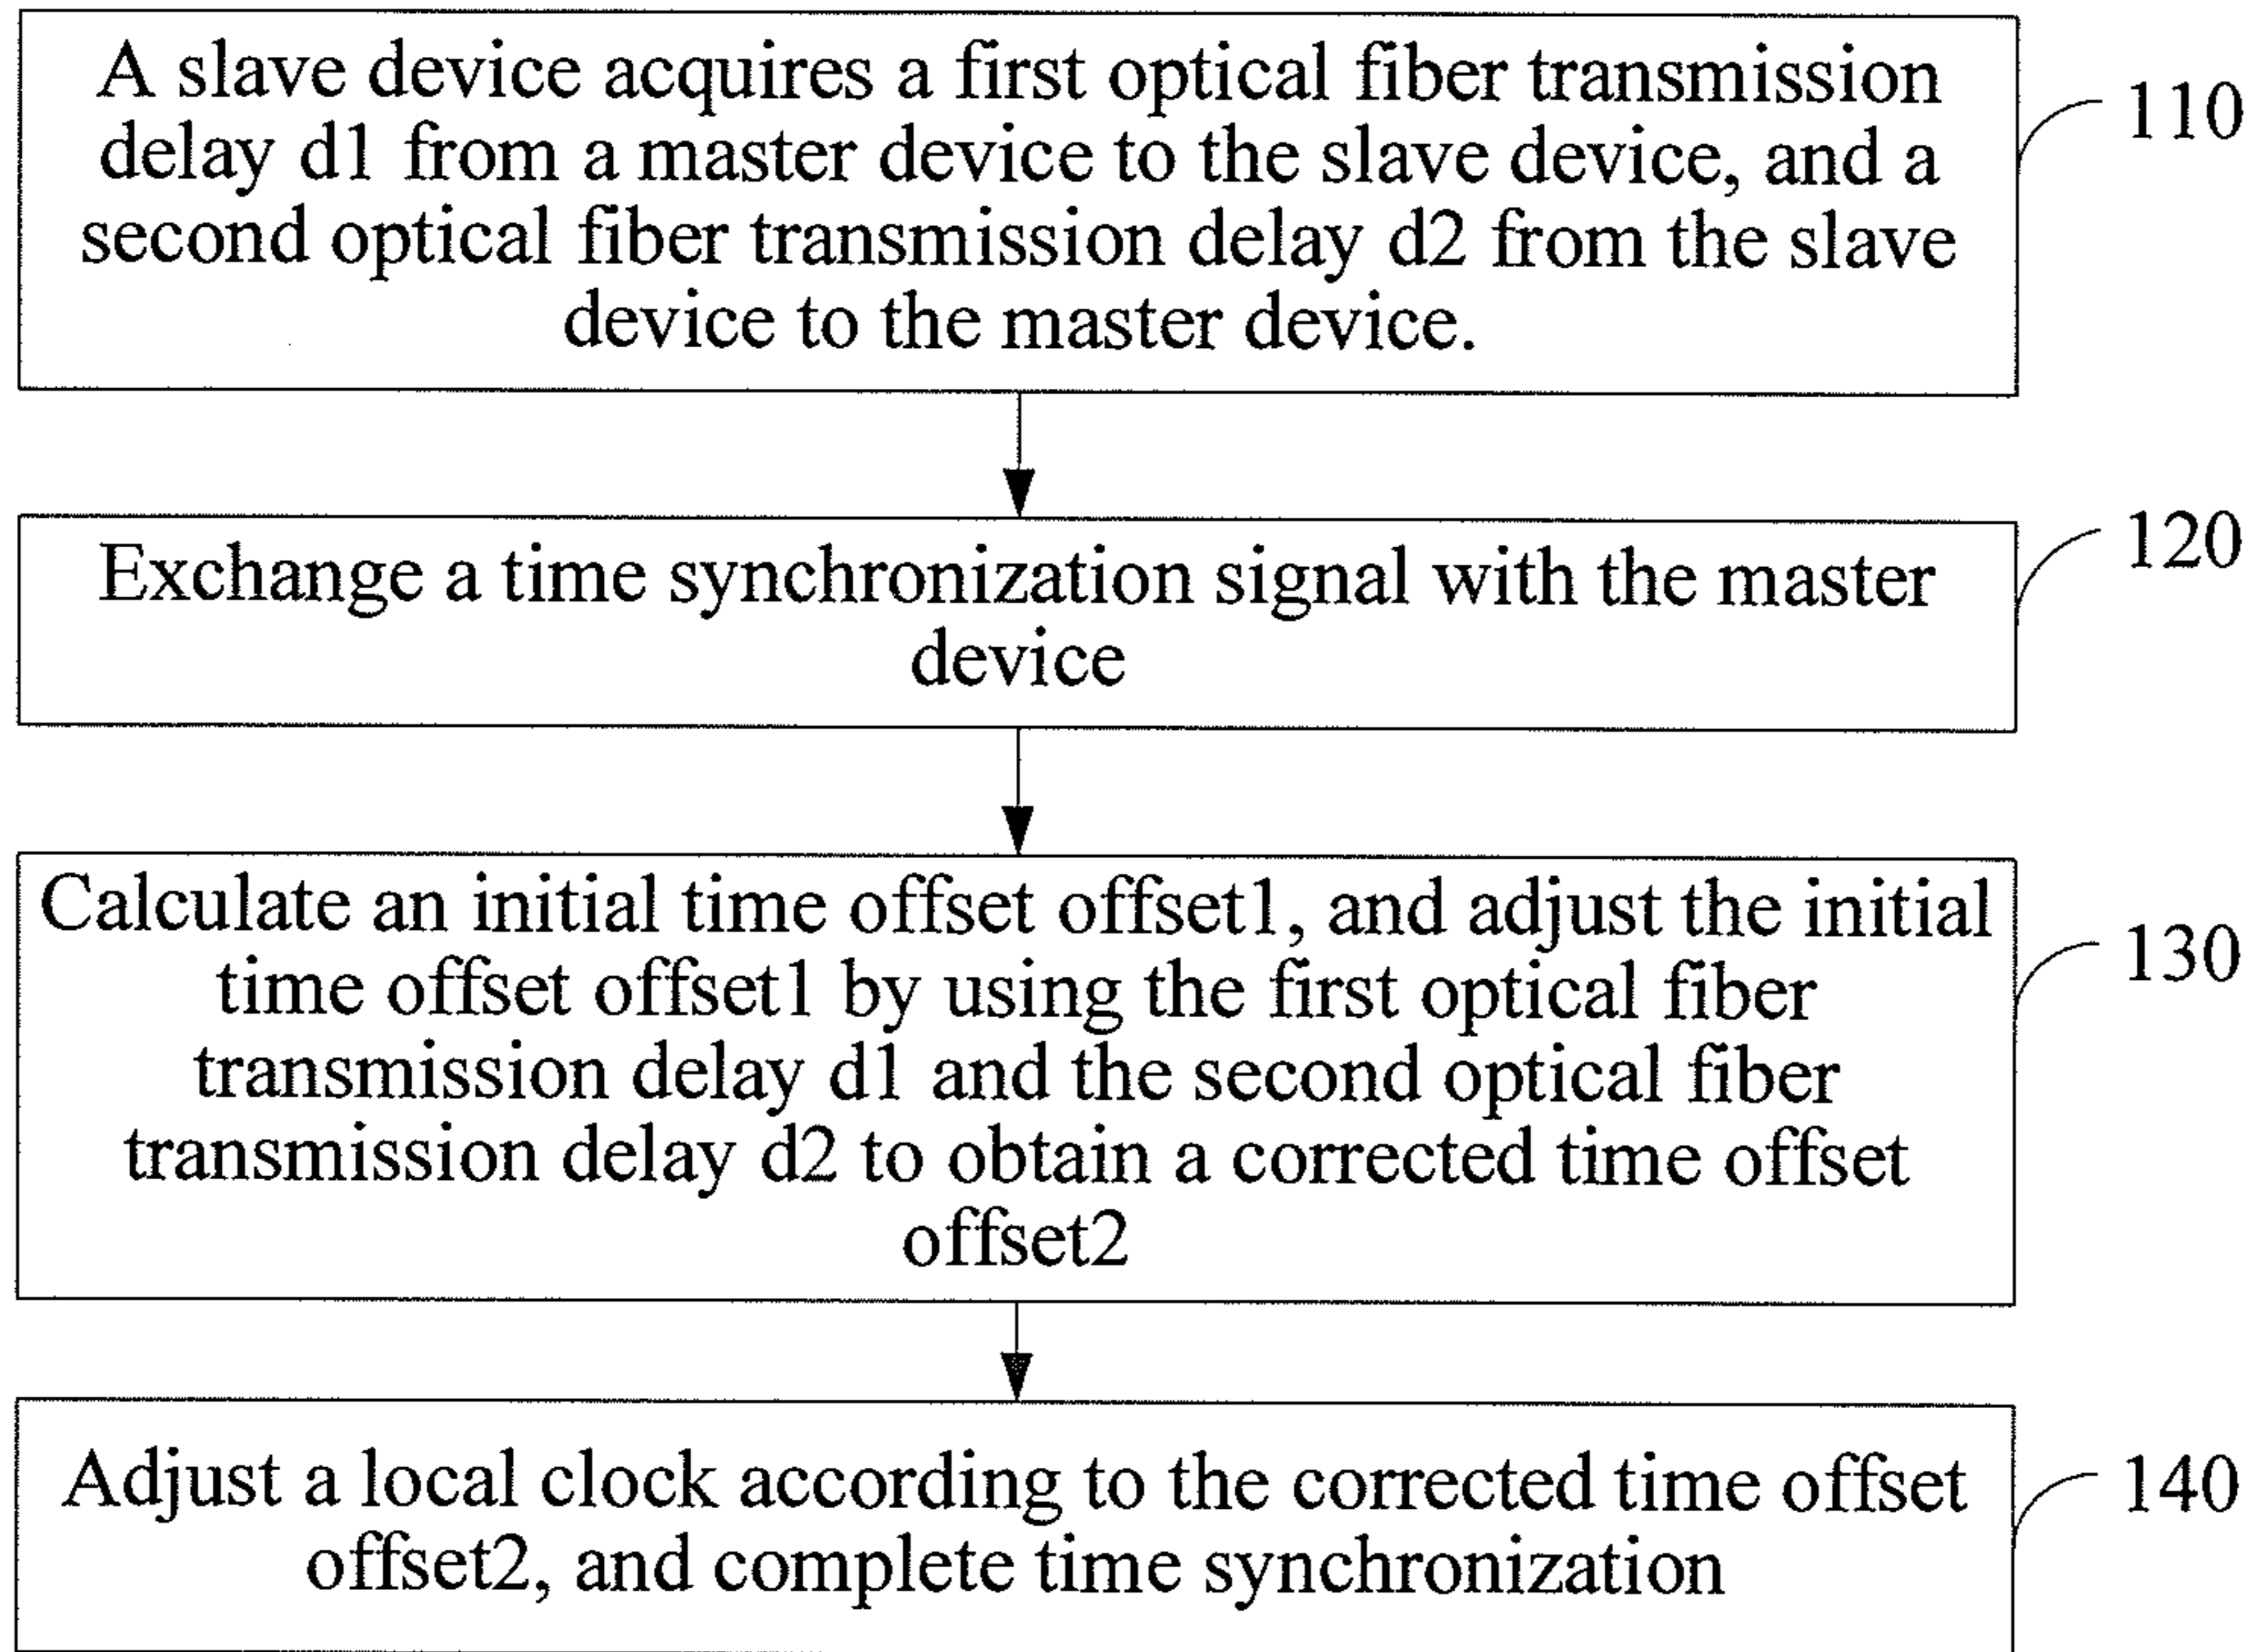 A slave device acquires a first optical fiber transmission
delay d1 from a master device to the slave device, and a
second optical fiber transmission delay d2 from the slave
device to the master device.
110
Exchange a time synchronization signal with the master
device
120
Calculate an initial time offset offset1, and adjust the initial
time offset offset1 by using the first optical fiber
transmission delay d1 and the second optical fiber
transmission delay d2 to obtain a corrected time offset
offset2
130
Adjust a local clock according to the corrected time offset
offset2, and complete time synchronization
140